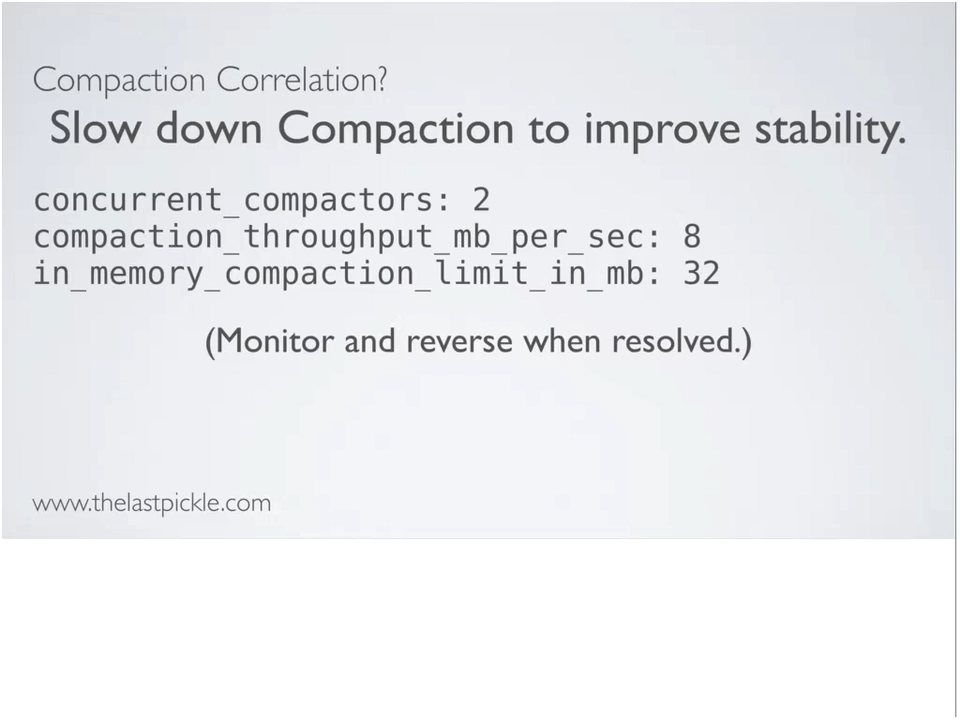 Compaction Correlation?
Slow down Compaction to improve stability.
concurrent_compactors: 2
compaction_throughput_mb_per_sec: 8
in_memory_compaction_limit_in_mb: 32
(Monitor and reverse when resolved.)
www.thelastpickle.com